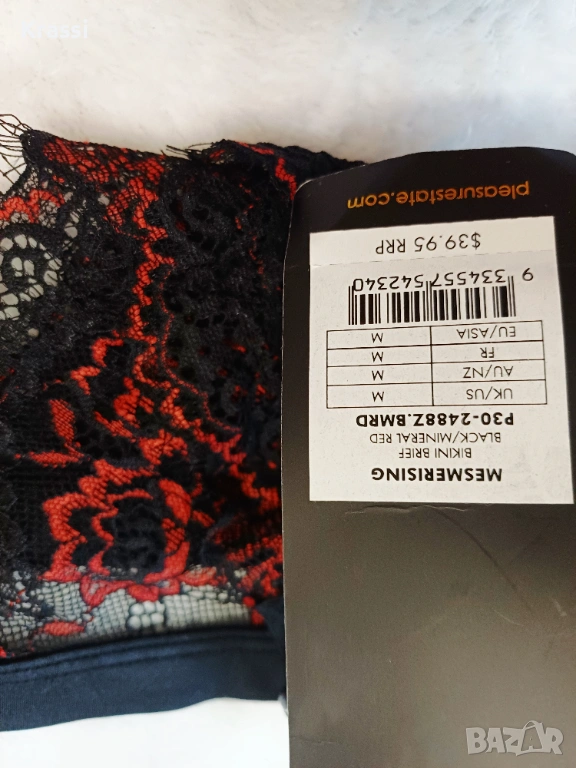 MESMERISING
BIKINI BRIEF
BLACK/MINERAL RED
P30-2488Z.BMRD
UK/US M
AU/NZ M
FR M
EU/ASIA M
9 334557 542340
$39.95 RRP
pleasurestate.com
BAZAR